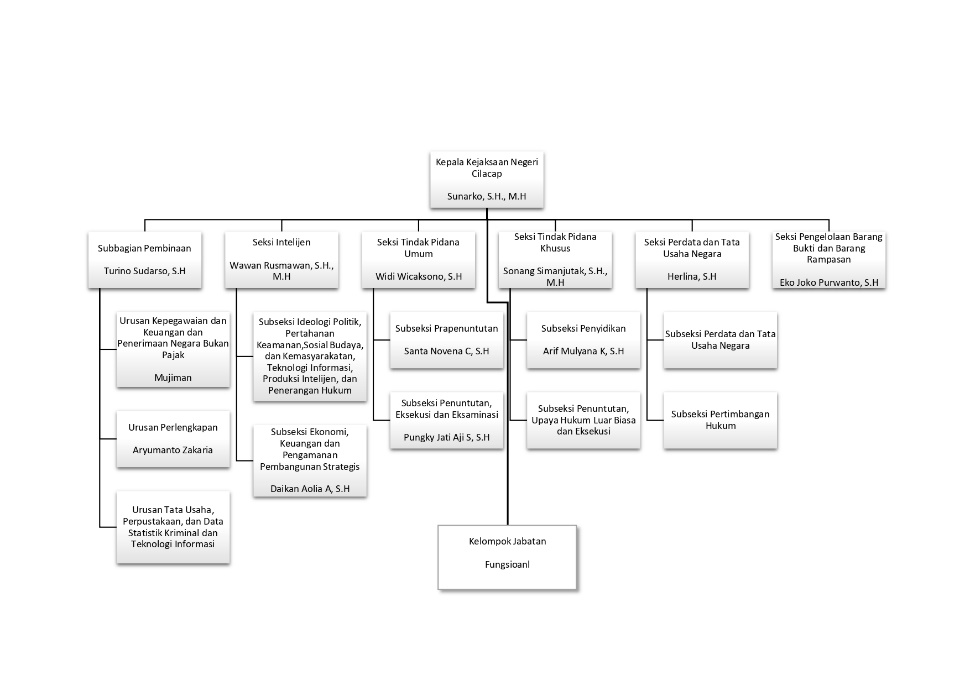 Kepala Kejaksaan Negeri
Cilacap
Sunarko, S.H., M.H
Subbagian Pembinaan
Turino Sudarso, S.H
Seksi Intelijen
Wawan Rusmawan, S.H.,
M.H
Seksi Tindak Pidana
Umum
Widi Wicaksono, S.H
Seksi Tindak Pidana
Khusus
Sonang Simanjutak, S.H.,
M.H
Seksi Perdata dan Tata
Usaha Negara
Herlina, S.H
Seksi Pengelolaan Barang
Bukti dan Barang
Rampasan
Eko Joko Purwanto, S.H
Urusan Kepegawaian dan
Keuangan dan
Penerimaan Negara Bukan
Pajak
Mujiman
Urusan Perlengkapan
Aryumanto Zakaria
Urusan Tata Usaha,
Perpustakaan, dan Data
Statistik Kriminal dan
Teknologi Informasi
Subseksi Ideologi Politik,
Pertahanan
Keamanan,Sosial Budaya,
dan Kemasyarakatan,
Teknologi Informasi,
Produksi Intelijen, dan
Penerangan Hukum
Subseksi Ekonomi,
Keuangan dan
Pengamanan
Pembangunan Strategis
Daikan Aolia A, S.H
Subseksi Prapenuntutan
Santa Novena C, S.H
Subseksi Penuntutan,
Eksekusi dan Eksaminasi
Pungky Jati Aji S, S.H
Subseksi Penyidikan
Arif Mulyana K, S.H
Subseksi Penuntutan,
Upaya Hukum Luar Biasa
dan Eksekusi
Subseksi Perdata dan Tata
Usaha Negara
Subseksi Pertimbangan
Hukum
Kelompok Jabatan
Fungsioanl